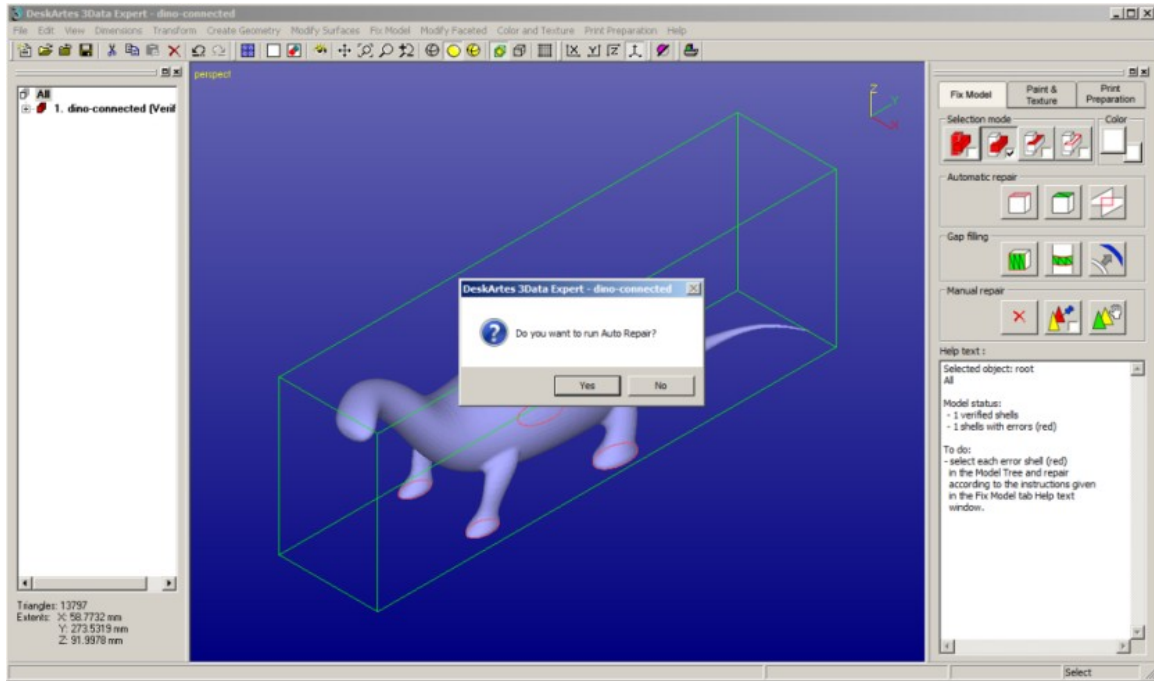 DeskArtes 3Data Expert - dino-connected
File Edit View Dimensions Transform Create Geometry Modify Surfaces Fix Model Modify Faceted Color and Texture Print Preparation Help
All
1. dino-connected (Verif
perspect
Z
Y
X
DeskArtes 3Data Expert - dino-connected
Do you want to run Auto Repair?
Yes No
Fix Model Paint & Texture Print Preparation
Selection mode Color
Automatic repair
Gap filling
Manual repair
Help text :
Selected object: root
All
Model status:
- 1 verified shells
- 1 shells with errors (red)
To do:
- select each error shell (red)
in the Model Tree and repair
according to the instructions given
in the Fix Model tab Help text
window.
Triangles: 13797
Extents: X: 58.7732 mm
Y: 273.5319 mm
Z: 91.9978 mm
Select